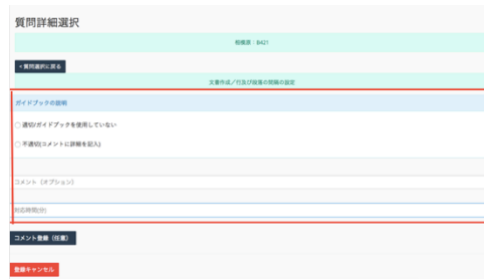 質問詳細選択
相模原：B421
<質問選択に戻る
文書作成／行及び段落の間隔の設定
ガイドブックの説明
適切/ガイドブックを使用していない
不適切(コメントに詳細を記入)
コメント（オプション）
対応時間(分)
コメント登録（任意）
登録キャンセル